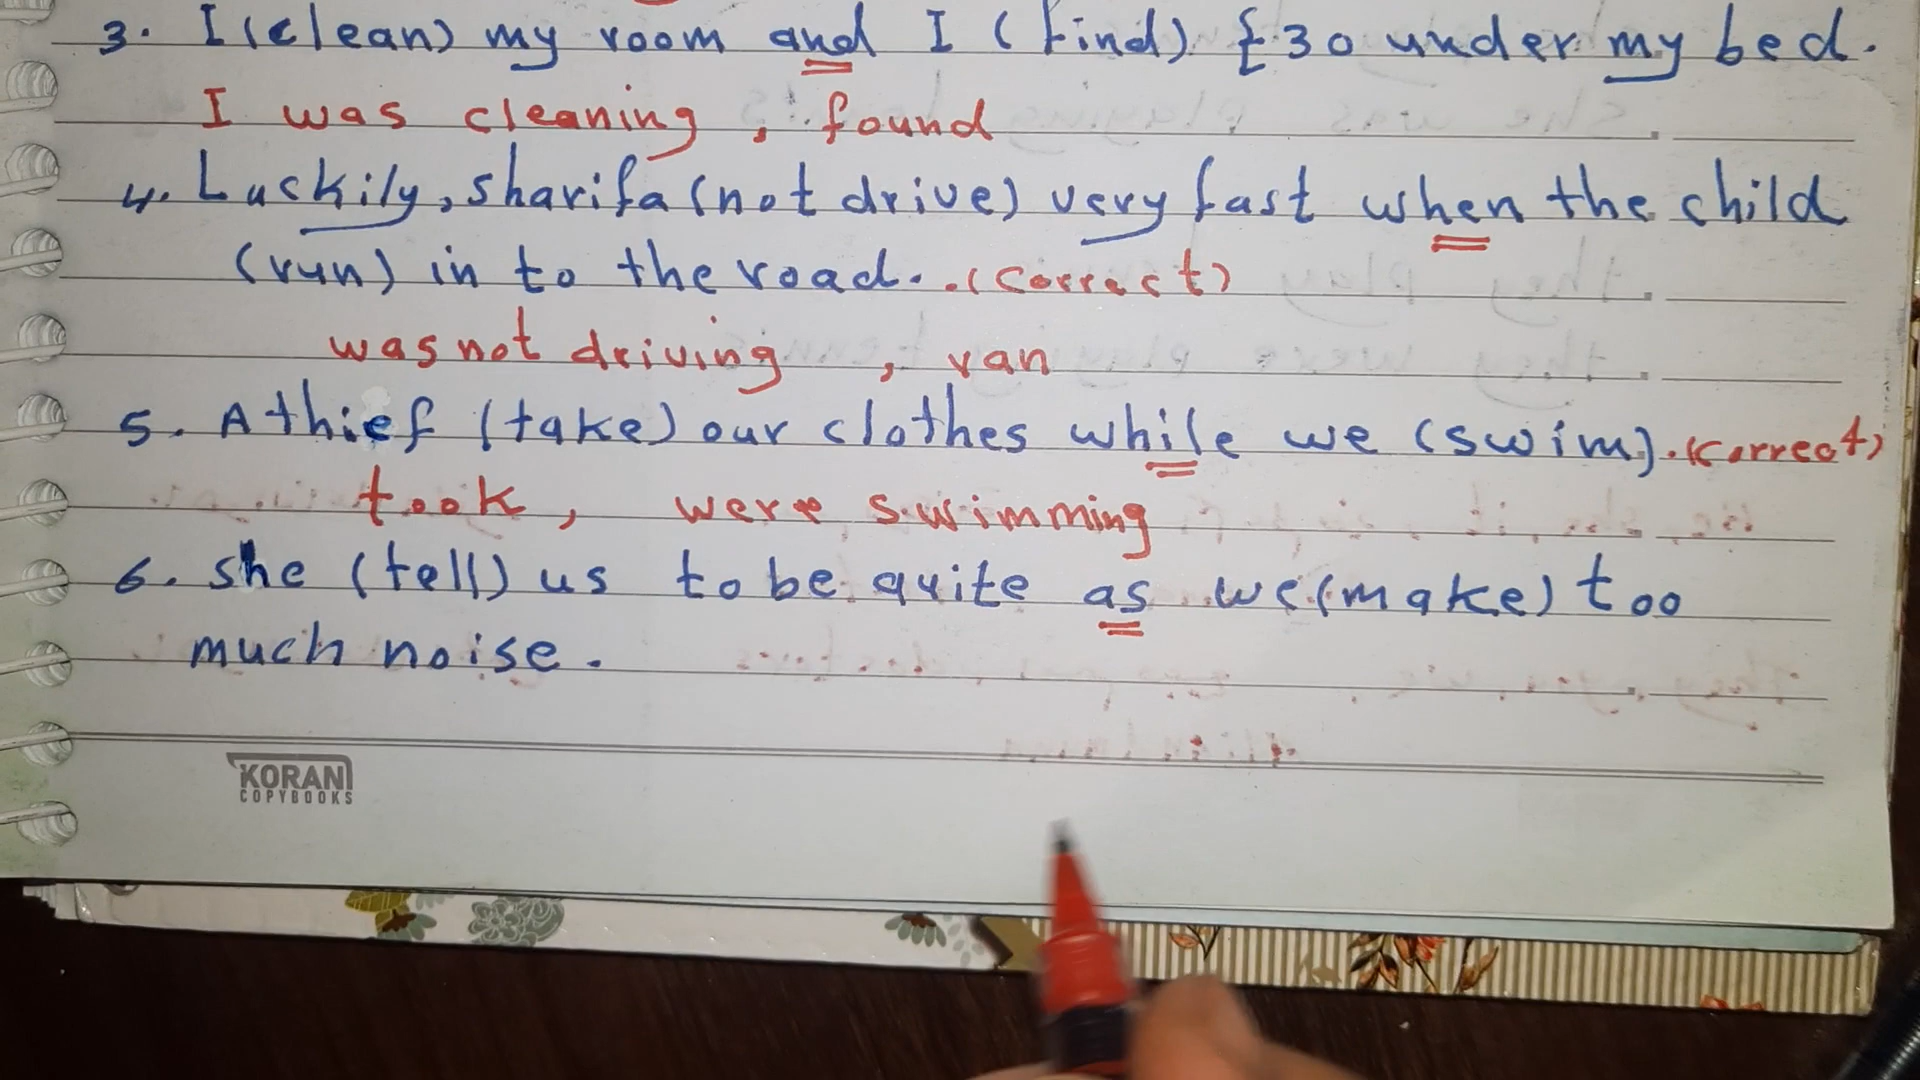 3. I (clean) my room and I (find) £30 under my bed.
I was cleaning , found
4. Luckily, sharifa (not drive) very fast when the child
(run) in to the road. (correct)
was not driving , ran
5. A thief (take) our clothes while we (swim). (correct)
took , were swimming
6. she (tell) us to be quite as we (make) too
much noise.
KORAN
COPYBOOKS